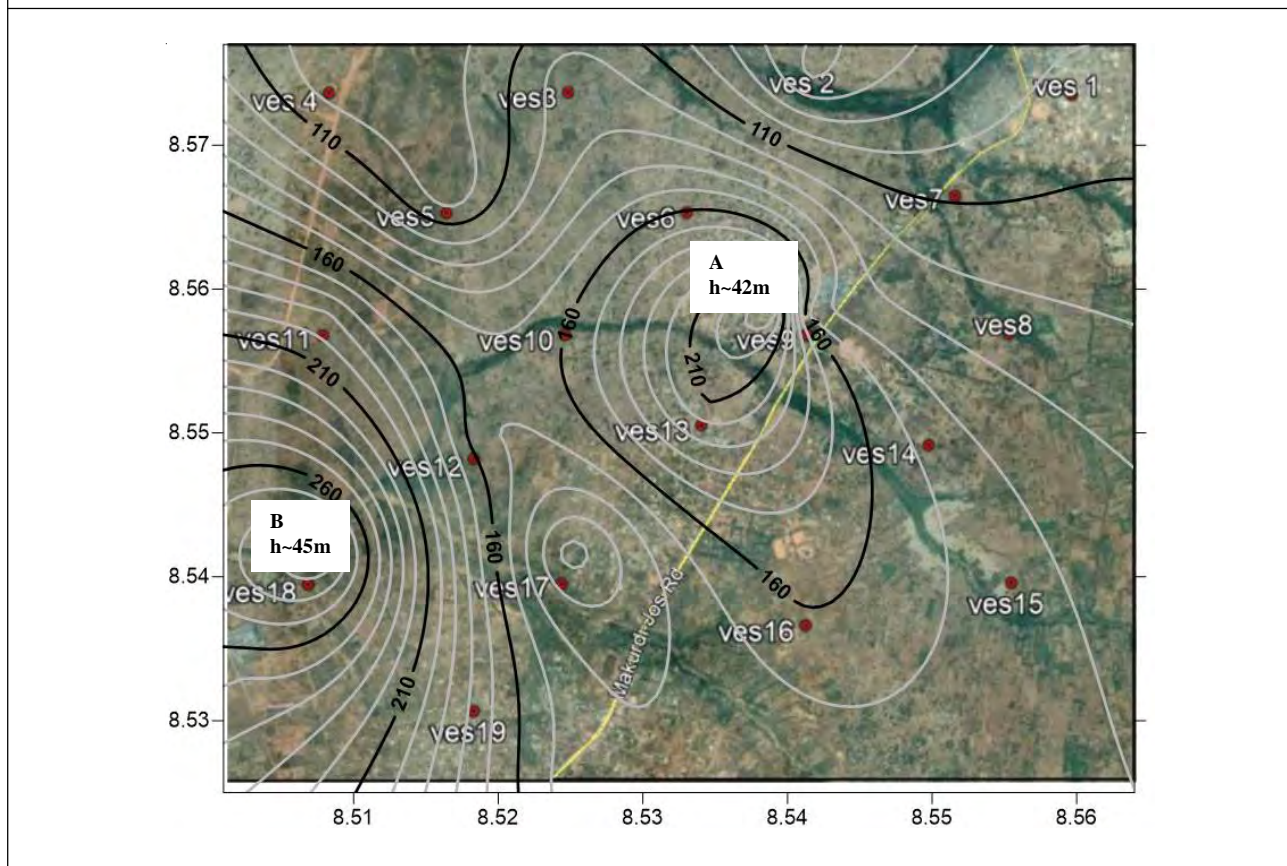 ves 4
ves3
ves 2
ves 1
110
110
8.57
ves5
ves6
ves7
160
A
h~42m
8.56
ves11
ves10
160
ves9
160
ves8
210
210
8.55
ves13
ves12
ves14
260
B
h~45m
160
8.54
ves18
ves17
160
ves15
ves16
Makurdi-Jos Rd
210
8.53
ves19
8.51 8.52 8.53 8.54 8.55 8.56